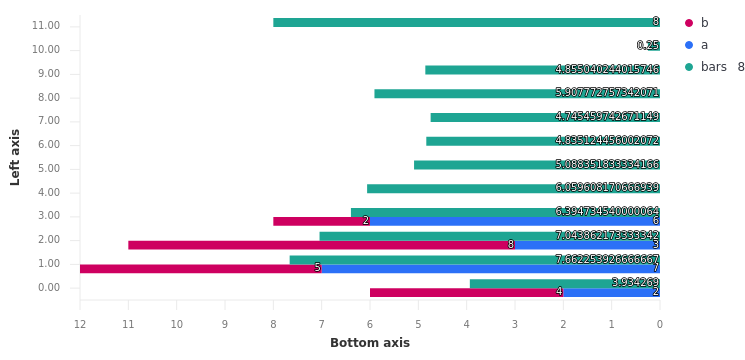 11.00 8
10.00 0.25
9.00 4.855040244015746
8.00 5.907772757342071
7.00 4.745459742671149
6.00 4.835124456002072
5.00 5.088351833334166
4.00 6.059608170666939
3.00 6.394734540000064
2 6
2.00 7.043862173333342
8 3
1.00 7.662253926666667
5 7
0.00 3.934269
4 2
12 11 10 9 8 7 6 5 4 3 2 1 0
Left axis
Bottom axis
b
a
bars 8